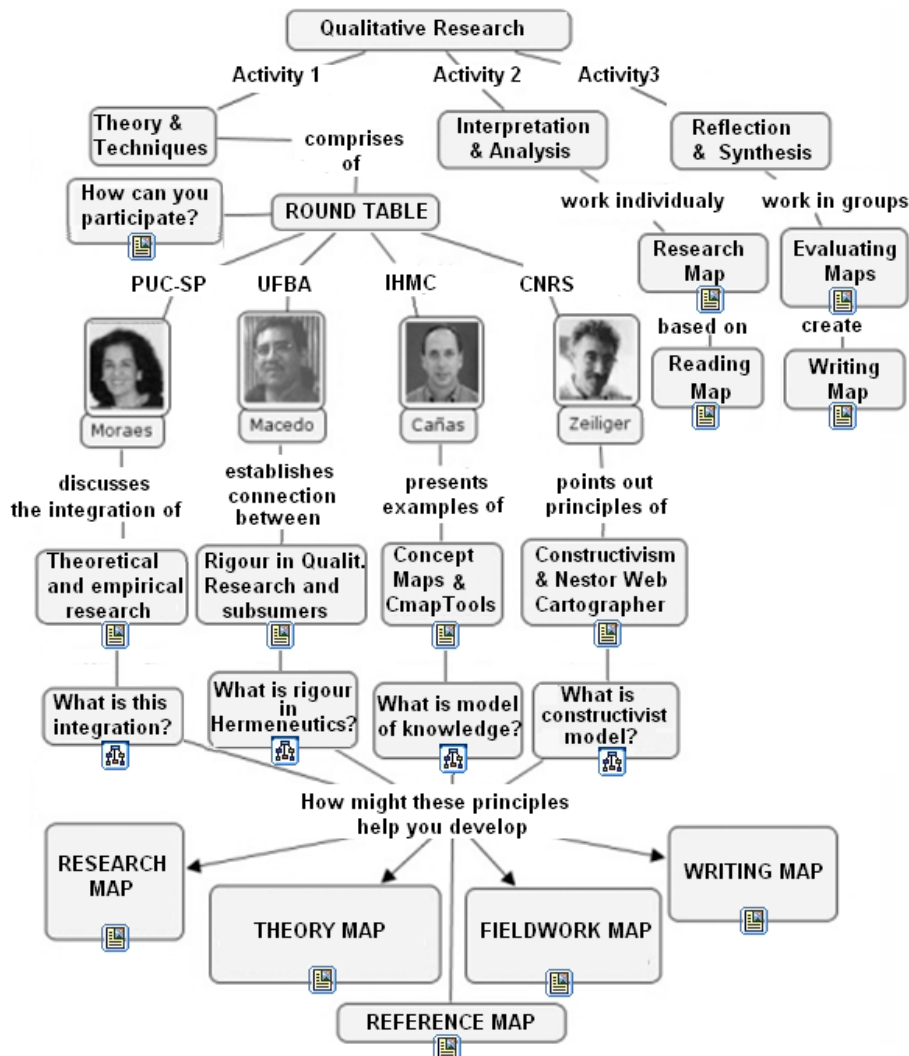 Qualitative Research
Activity 1
Activity 2
Activity3
Theory &
Techniques
comprises
of
Interpretation
& Analysis
Reflection
& Synthesis
How can you
participate?
ROUND TABLE
work individualy
work in groups
Research
Map
Evaluating
Maps
based on
create
Reading
Map
Writing
Map
PUC-SP
UFBA
IHMC
CNRS
Moraes
Macedo
Cañas
Zeiliger
discusses
the integration of
establishes
connection
between
presents
examples of
points out
principles of
Theoretical
and empirical
research
Rigour in Qualit.
Research and
subsumers
Concept
Maps &
CmapTools
Constructivism
& Nestor Web
Cartographer
What is this
integration?
What is rigour
in
Hermeneutics?
What is model
of knowledge?
What is
constructivist
model?
How might these principles
help you develop
RESEARCH
MAP
THEORY MAP
FIELDWORK MAP
WRITING MAP
REFERENCE MAP